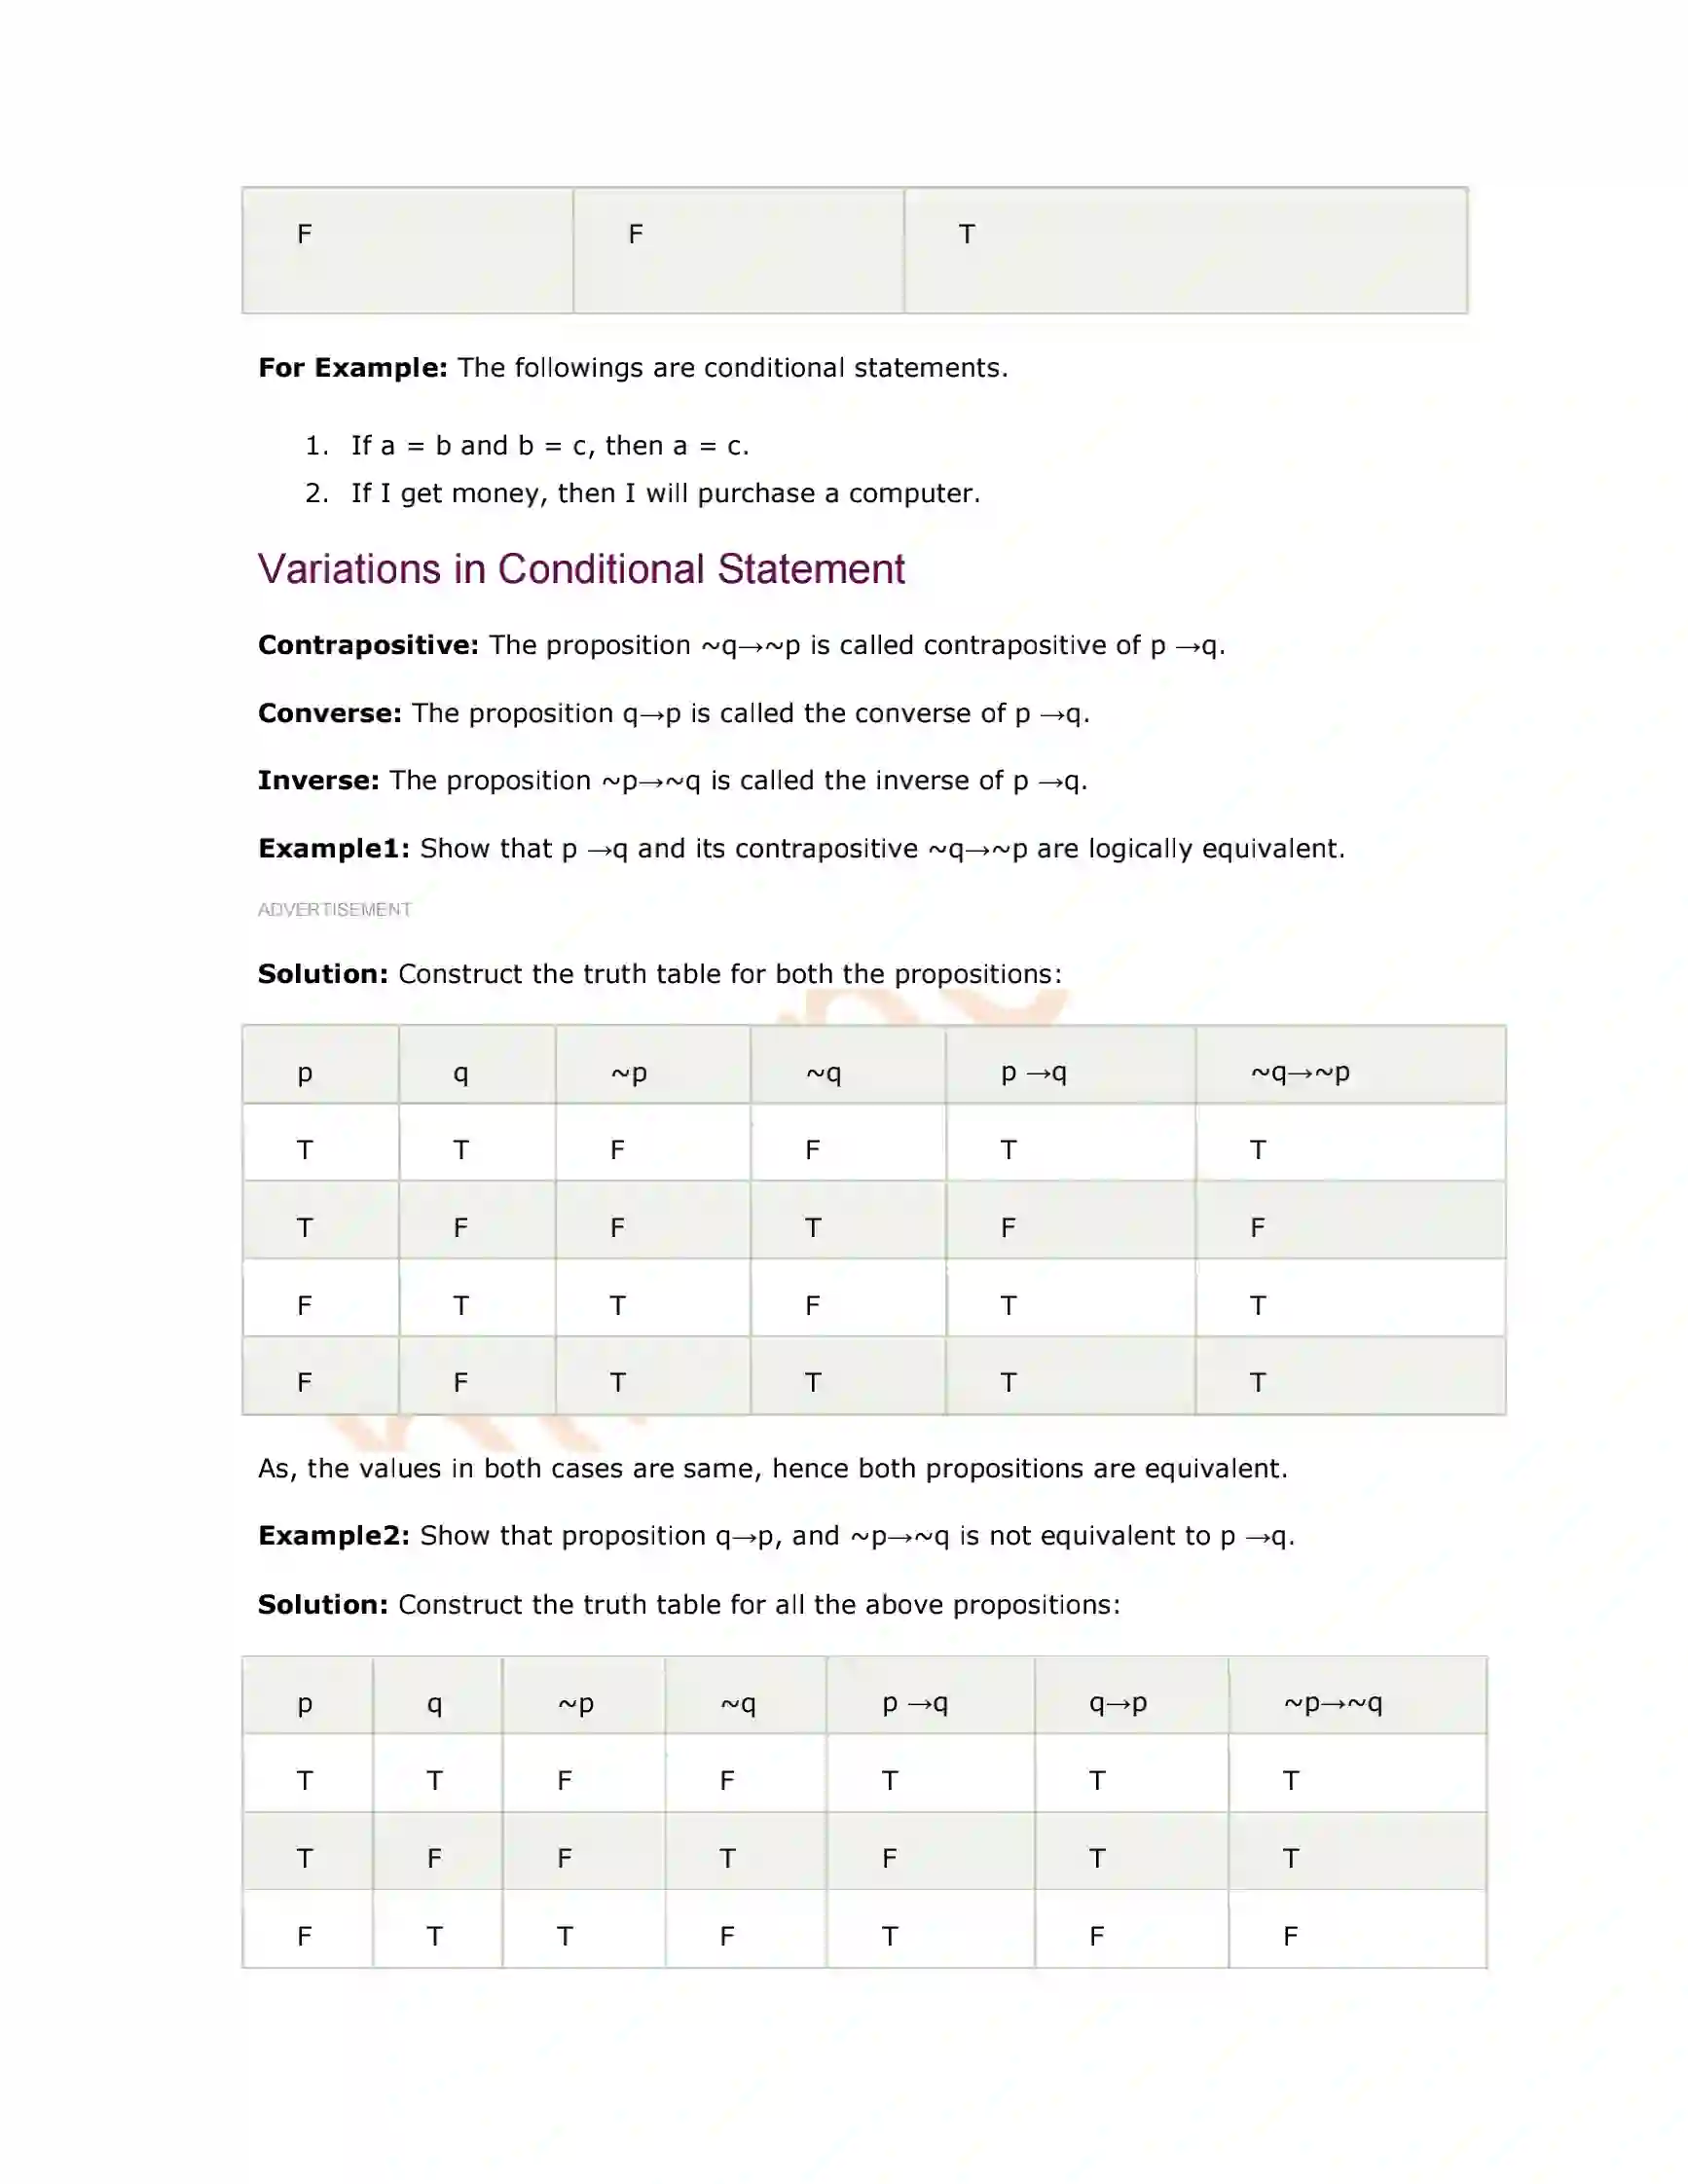 F F T
For Example: The followings are conditional statements.
1. If a = b and b = c, then a = c.
2. If I get money, then I will purchase a computer.
Variations in Conditional Statement
Contrapositive: The proposition ~q→~p is called contrapositive of p →q.
Converse: The proposition q→p is called the converse of p →q.
Inverse: The proposition ~p→~q is called the inverse of p →q.
Example1: Show that p →q and its contrapositive ~q→~p are logically equivalent.
ADVERTISEMENT
Solution: Construct the truth table for both the propositions:
p q ~p ~q p →q ~q→~p
T T F F T T
T F F T F F
F T T F T T
F F T T T T
As, the values in both cases are same, hence both propositions are equivalent.
Example2: Show that proposition q→p, and ~p→~q is not equivalent to p →q.
Solution: Construct the truth table for all the above propositions:
p q ~p ~q p →q q→p ~p→~q
T T F F T T T
T F F T F T T
F T T F T F F